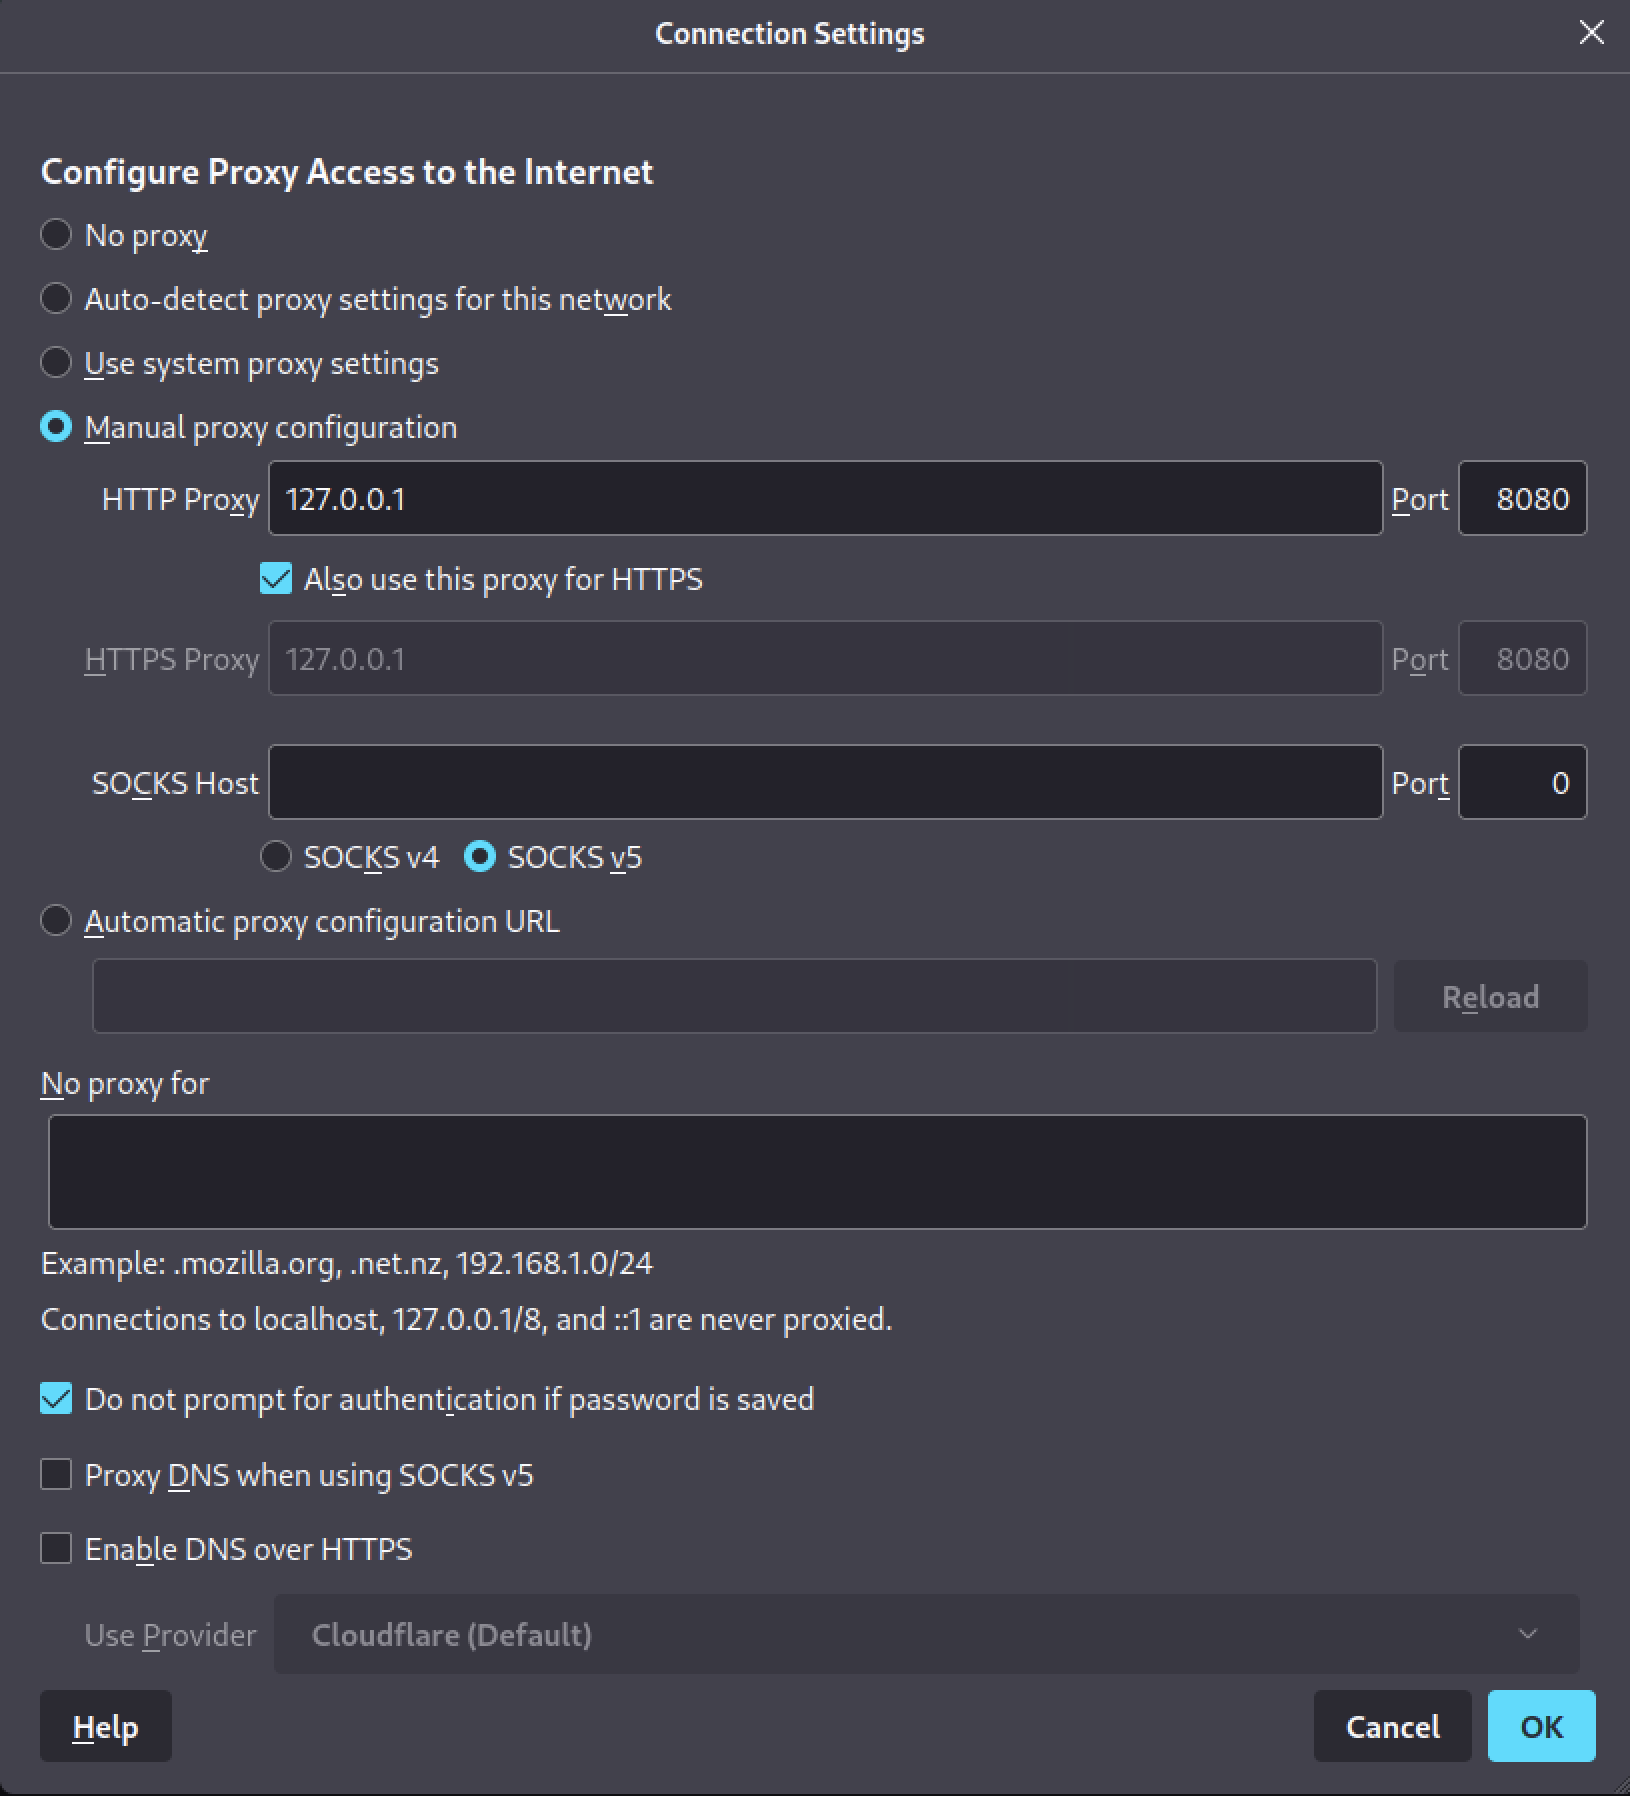 Connection Settings
Configure Proxy Access to the Internet
No proxy
Auto-detect proxy settings for this network
Use system proxy settings
Manual proxy configuration
HTTP Proxy 127.0.0.1 Port 8080
Also use this proxy for HTTPS
HTTPS Proxy 127.0.0.1 Port 8080
SOCKS Host Port 0
SOCKS v4 SOCKS v5
Automatic proxy configuration URL
Reload
No proxy for
Example: .mozilla.org, .net.nz, 192.168.1.0/24
Connections to localhost, 127.0.0.1/8, and ::1 are never proxied.
Do not prompt for authentication if password is saved
Proxy DNS when using SOCKS v5
Enable DNS over HTTPS
Use Provider Cloudflare (Default)
Help Cancel OK